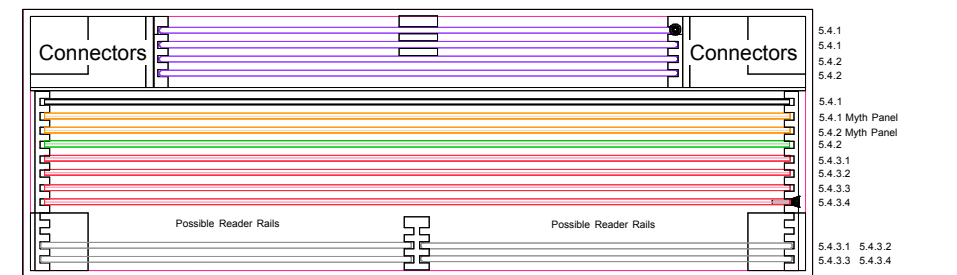 5.4.1
Connectors
Connectors
5.4.1
5.4.2
5.4.2
5.4.1
5.4.1 Myth Panel
5.4.2 Myth Panel
5.4.2
5.4.3.1
5.4.3.2
5.4.3.3
5.4.3.4
Possible Reader Rails
Possible Reader Rails
5.4.3.1 5.4.3.2
5.4.3.3 5.4.3.4